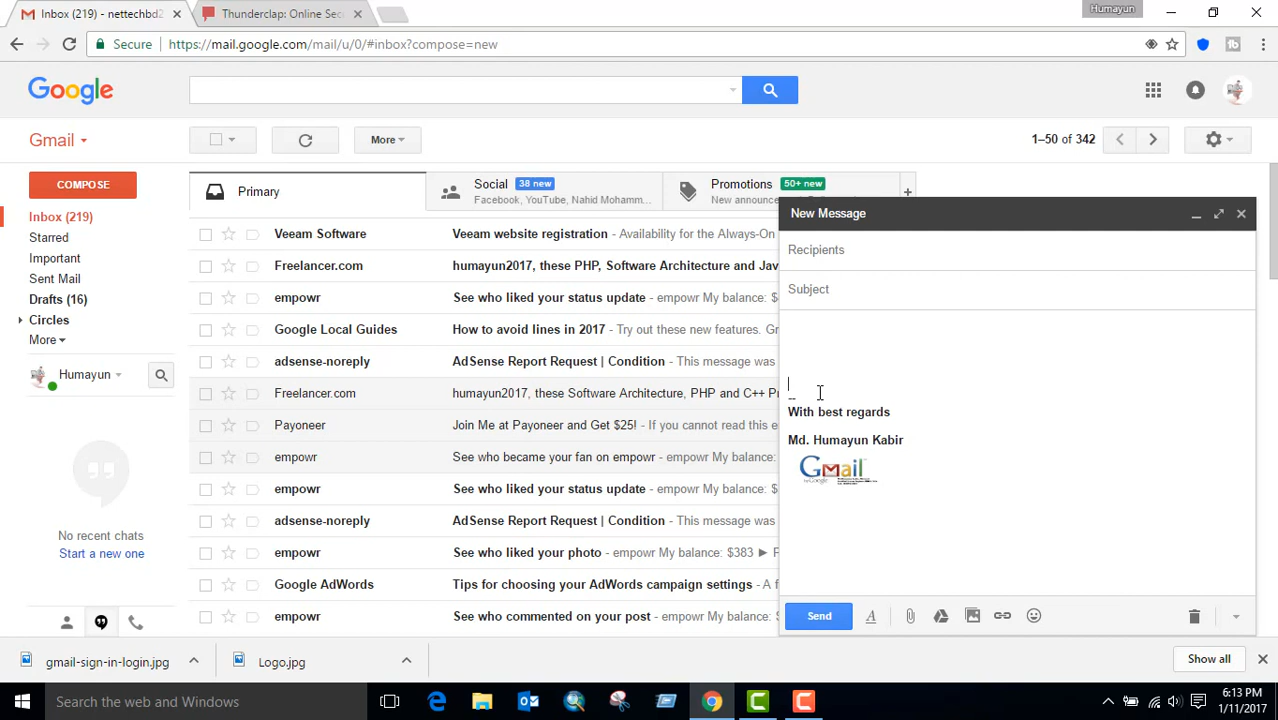 Inbox (219) - nettechbd2
Thunderclap: Online Sec
Humayun
Secure
https://mail.google.com/mail/u/0/#inbox?compose=new
Google
Gmail
More
1–50 of 342
COMPOSE
Inbox (219)
Starred
Important
Sent Mail
Drafts (16)
Circles
More
Humayun
No recent chats
Start a new one
Primary
Social 38 new
Facebook, YouTube, Nahid Mohamm...
Promotions 50+ new
New announce
Veeam Software Veeam website registration - Availability for the Always-On
Freelancer.com humayun2017, these PHP, Software Architecture and Jav
empowr See who liked your status update - empowr My balance: $
Google Local Guides How to avoid lines in 2017 - Try out these new features. Gr
adsense-noreply AdSense Report Request | Condition - This message was
Freelancer.com humayun2017, these Software Architecture, PHP and C++ Pr
Payoneer Join Me at Payoneer and Get $25! - If you cannot read this e
empowr See who became your fan on empowr - empowr My balance:
empowr See who liked your status update - empowr My balance: $
adsense-noreply AdSense Report Request | Condition - This message was
empowr See who liked your photo - empowr My balance: $383 ► P
Google AdWords Tips for choosing your AdWords campaign settings - A f
empowr See who commented on your post - empowr My balance:
New Message
Recipients
Subject
--
With best regards
Md. Humayun Kabir
Gmail
by Google
Send
gmail-sign-in-login.jpg
Logo.jpg
Show all
Search the web and Windows
6:13 PM
1/11/2017